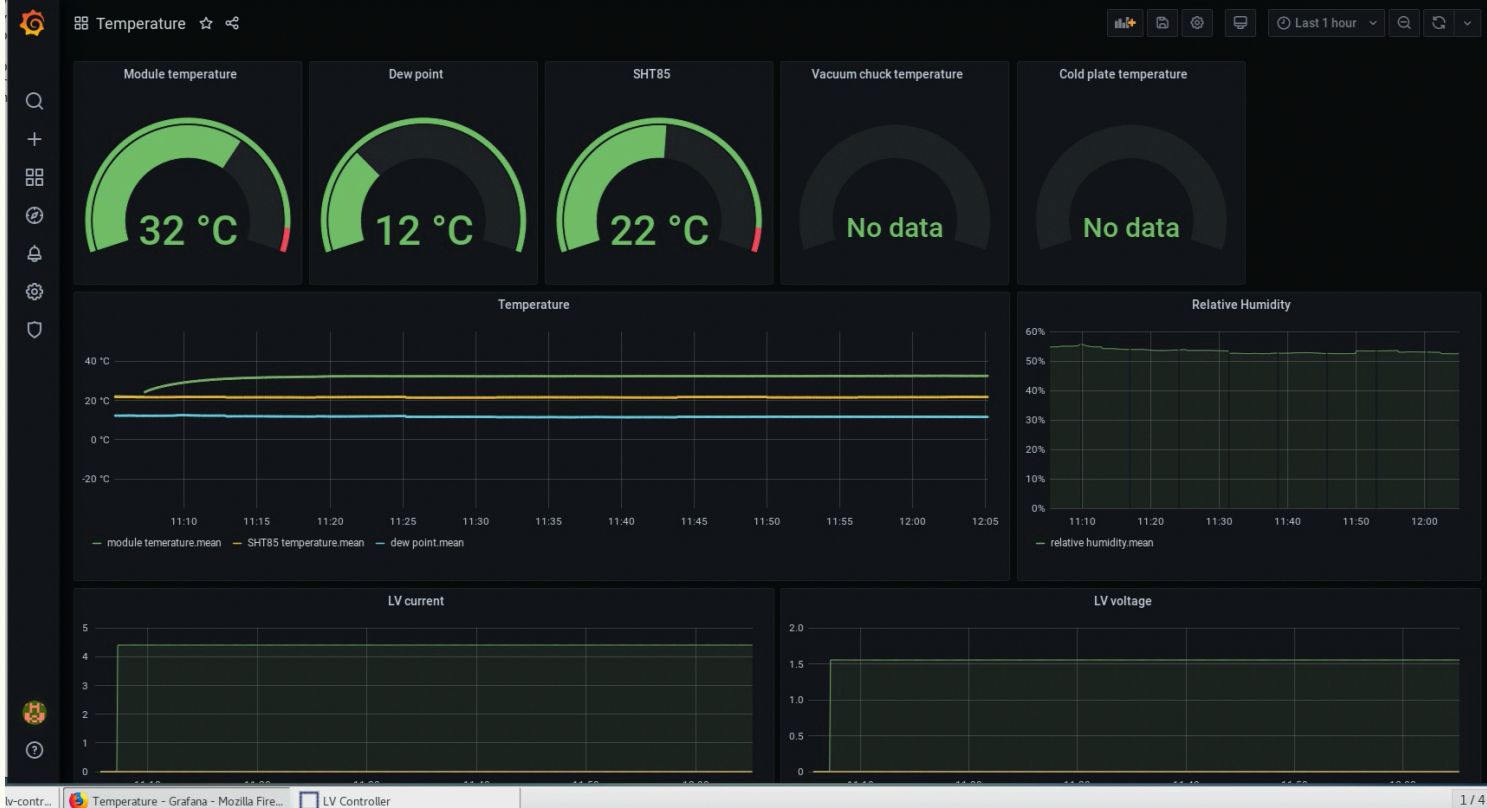 Temperature
Last 1 hour
Module temperature
Dew point
SHT85
Vacuum chuck temperature
Cold plate temperature
32 °C
12 °C
22 °C
No data
No data
Temperature
40 °C
20 °C
0 °C
-20 °C
11:10 11:15 11:20 11:25 11:30 11:35 11:40 11:45 11:50 11:55 12:00 12:05
module temerature.mean SHT85 temperature.mean dew point.mean
Relative Humidity
60%
50%
40%
30%
20%
10%
0%
11:10 11:20 11:30 11:40 11:50 12:00
relative humidity.mean
LV current
5
4
3
2
1
0
LV voltage
2.0
1.5
1.0
0.5
0
lv-contr...
Temperature - Grafana - Mozilla Fire...
LV Controller
1 / 4